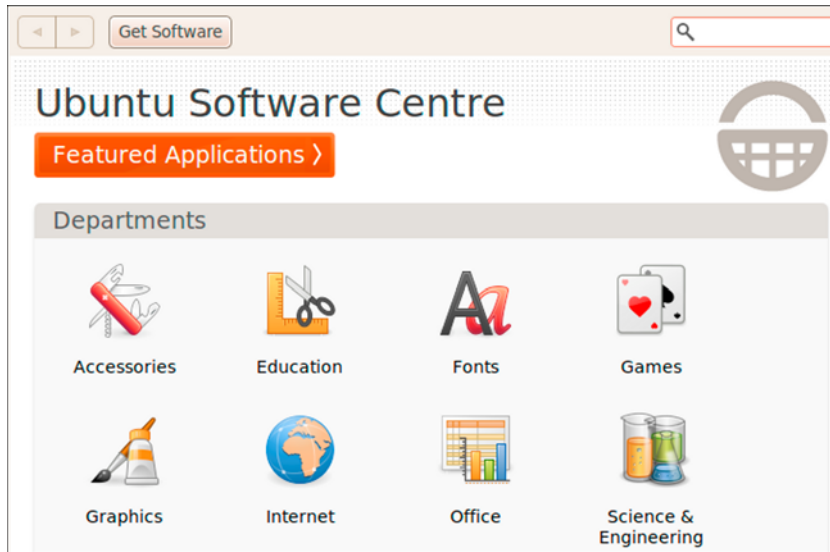 Get Software
Ubuntu Software Centre
Featured Applications >
Departments
Accessories
Education
Fonts
Games
Graphics
Internet
Office
Science &
Engineering